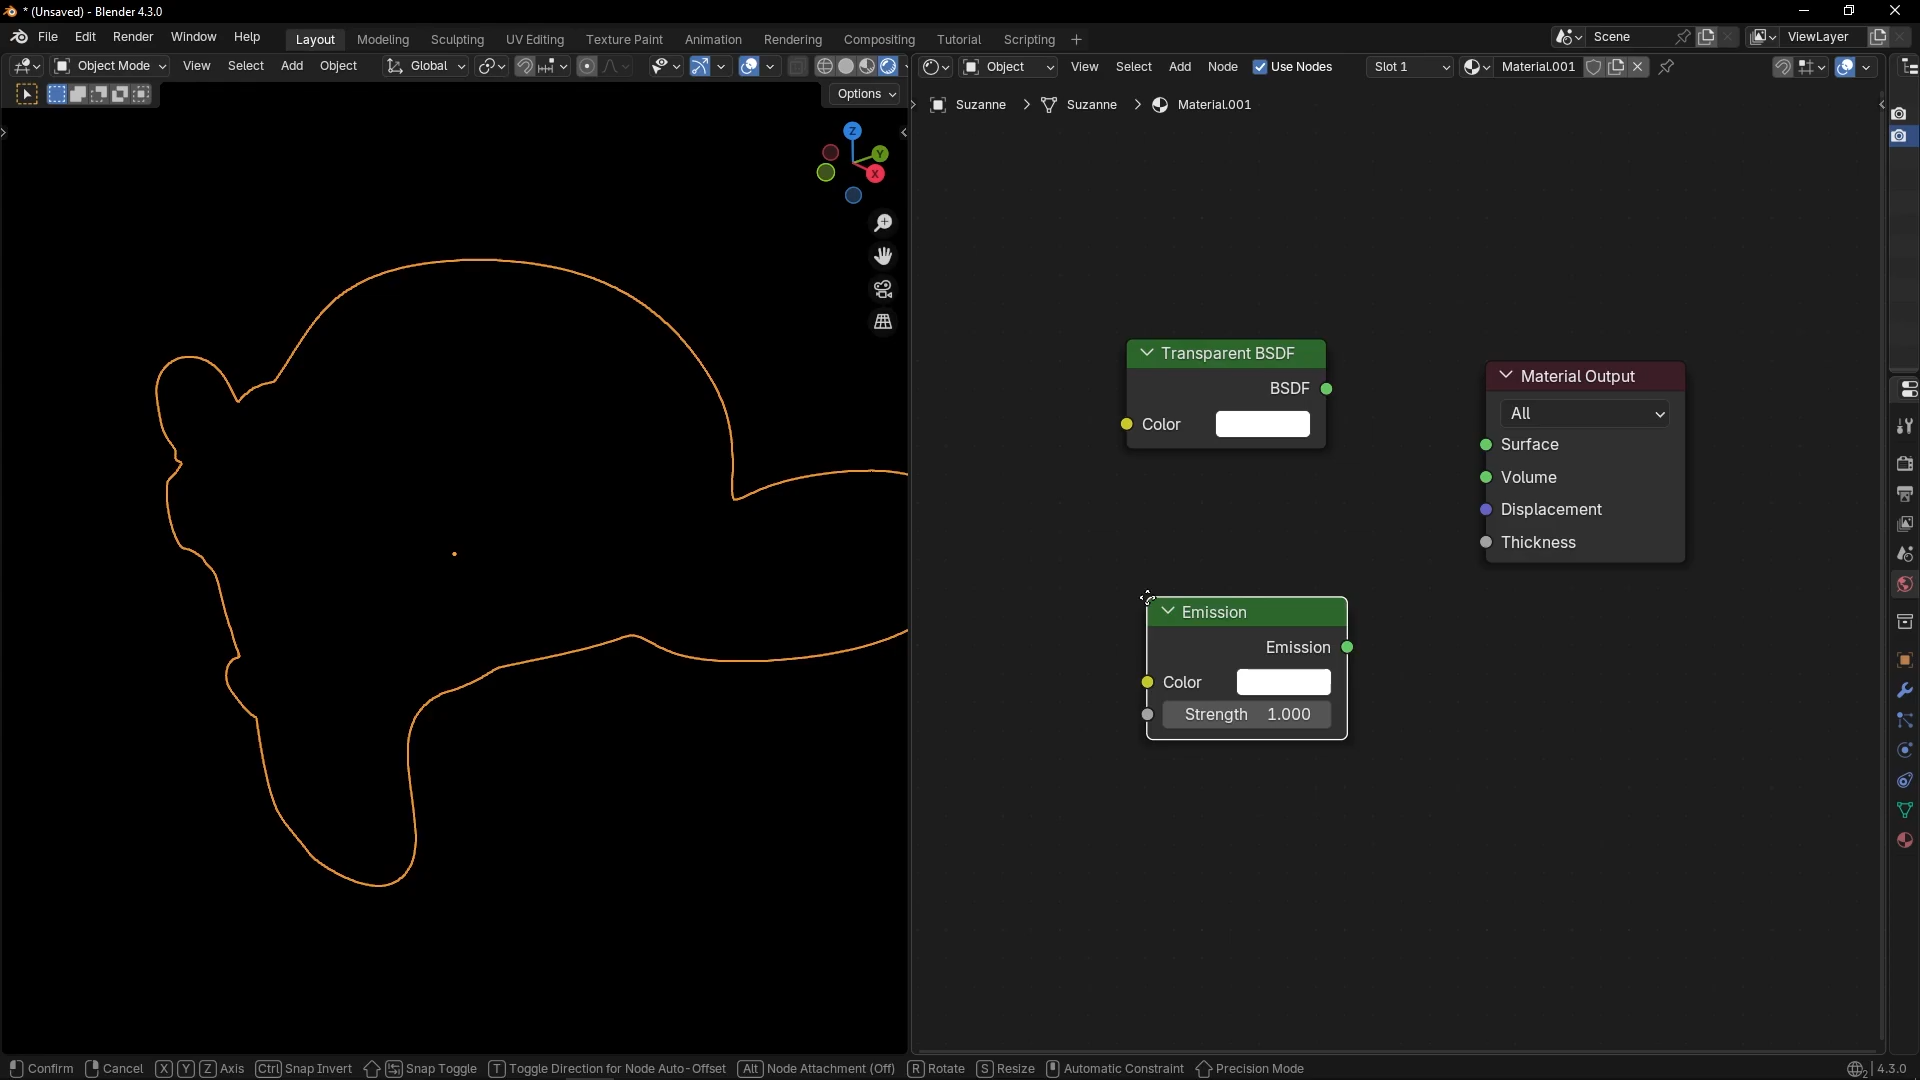 * (Unsaved) - Blender 4.3.0
File Edit Render Window Help Layout Modeling Sculpting UV Editing Texture Paint Animation Rendering Compositing Tutorial Scripting + Scene ViewLayer
Object Mode View Select Add Object Global
Object View Select Add Node Use Nodes Slot 1 Material.001
Options
Suzanne > Suzanne > Material.001
Z
Y
X
Transparent BSDF
BSDF
Color
Material Output
All
Surface
Volume
Displacement
Thickness
Emission
Emission
Color
Strength 1.000
Confirm Cancel X Y Z Axis Ctrl Snap Invert Snap Toggle T Toggle Direction for Node Auto-Offset Alt Node Attachment (Off) R Rotate S Resize Automatic Constraint Precision Mode 2 4.3.0